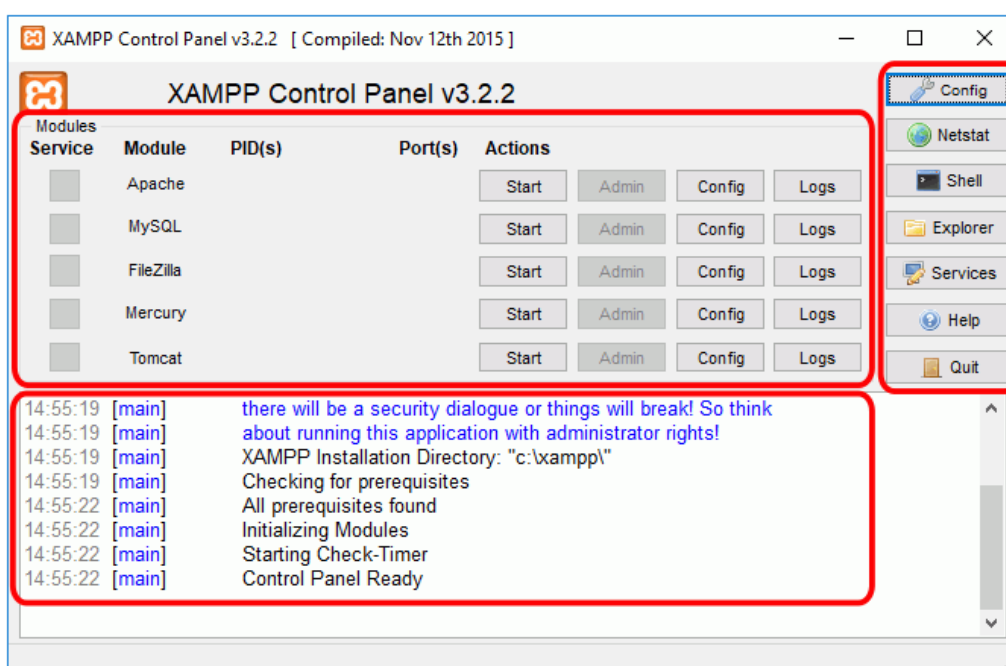 XAMPP Control Panel v3.2.2 [ Compiled: Nov 12th 2015 ]
XAMPP Control Panel v3.2.2
Modules
Service Module PID(s) Port(s) Actions
Apache Start Admin Config Logs
MySQL Start Admin Config Logs
FileZilla Start Admin Config Logs
Mercury Start Admin Config Logs
Tomcat Start Admin Config Logs
Config
Netstat
Shell
Explorer
Services
Help
Quit
14:55:19 [main] there will be a security dialogue or things will break! So think
14:55:19 [main] about running this application with administrator rights!
14:55:19 [main] XAMPP Installation Directory: "c:\xampp\"
14:55:19 [main] Checking for prerequisites
14:55:22 [main] All prerequisites found
14:55:22 [main] Initializing Modules
14:55:22 [main] Starting Check-Timer
14:55:22 [main] Control Panel Ready